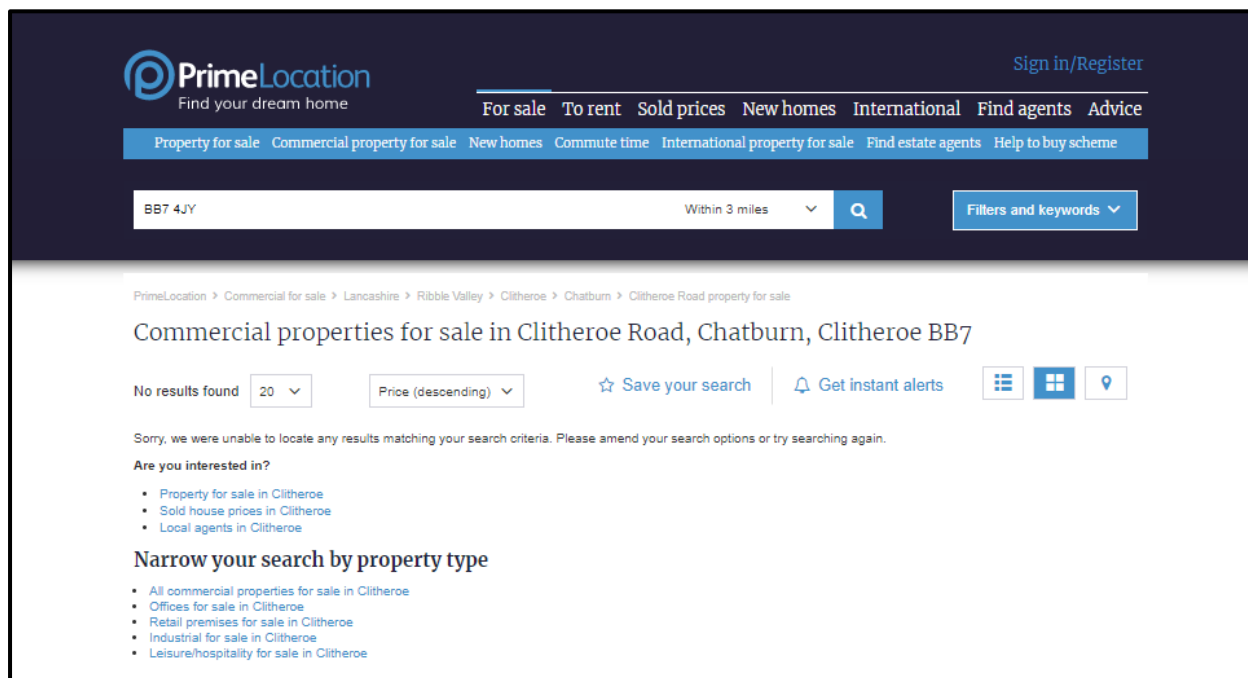 Sign in/Register
PrimeLocation
Find your dream home
For sale To rent Sold prices New homes International Find agents Advice
Property for sale Commercial property for sale New homes Commute time International property for sale Find estate agents Help to buy scheme
BB7 4JY Within 3 miles Filters and keywords
PrimeLocation > Commercial for sale > Lancashire > Ribble Valley > Clitheroe > Chatburn > Clitheroe Road property for sale
Commercial properties for sale in Clitheroe Road, Chatburn, Clitheroe BB7
No results found 20 Price (descending) Save your search Get instant alerts
Sorry, we were unable to locate any results matching your search criteria. Please amend your search options or try searching again.
Are you interested in?
• Property for sale in Clitheroe
• Sold house prices in Clitheroe
• Local agents in Clitheroe
Narrow your search by property type
• All commercial properties for sale in Clitheroe
• Offices for sale in Clitheroe
• Retail premises for sale in Clitheroe
• Industrial for sale in Clitheroe
• Leisure/hospitality for sale in Clitheroe